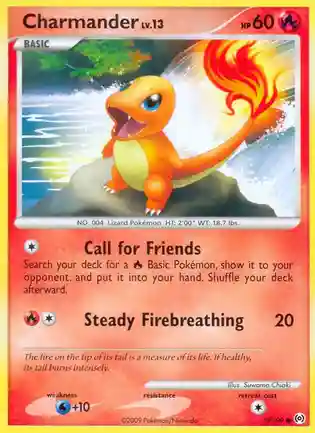 Charmander LV.13 HP 60
BASIC
NO. 004 Lizard Pokémon HT: 2'00" WT: 18.7 lbs.
Call for Friends
Search your deck for a Basic Pokémon, show it to your
opponent, and put it into your hand. Shuffle your deck
afterward.
Steady Firebreathing 20
The fire on the tip of its tail is a measure of its life. If healthy,
its tail burns intensely.
Illus. Suwama Chiaki
weakness resistance retreat cost
+10
©2009 Pokémon/Nintendo